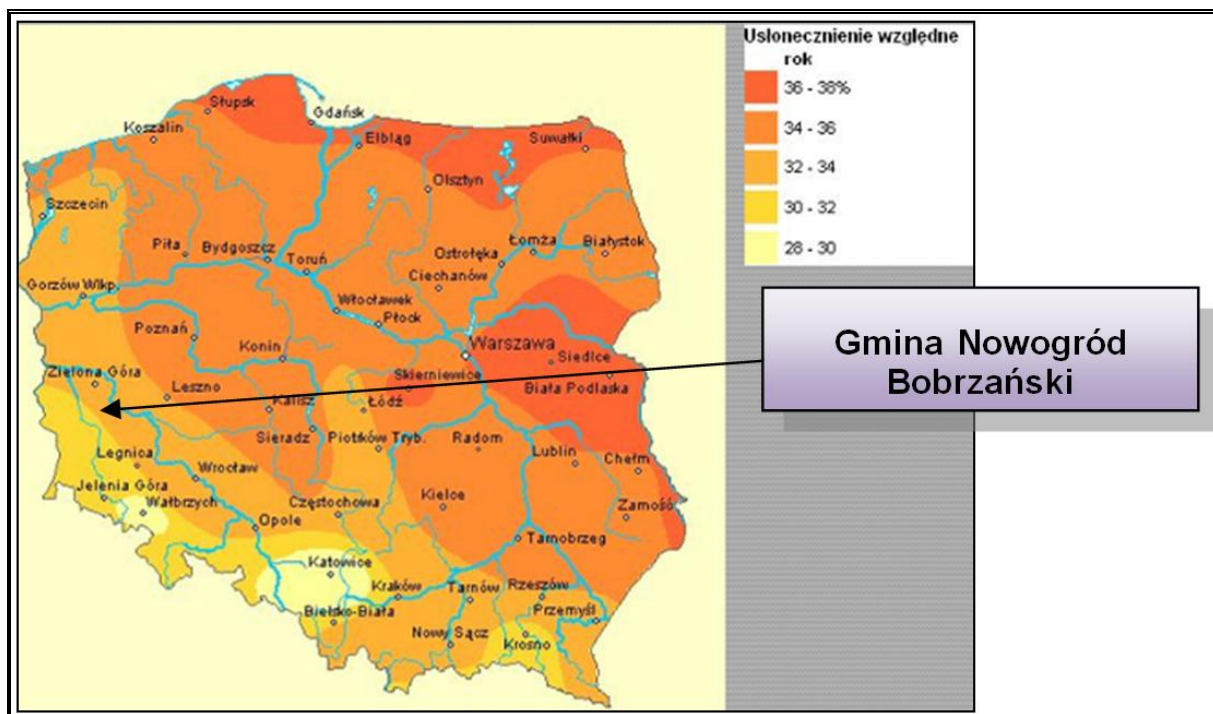 Usłonecznienie względne
rok
36 - 38%
34 - 36
32 - 34
30 - 32
28 - 30
Gmina Nowogród
Bobrzański
Słupsk
Gdańsk
Koszalin
Elbląg
Suwałki
Olsztyn
Szczecin
Piła
Bydgoszcz
Toruń
Łomża
Białystok
Ostrołęka
Ciechanów
Gorzów Wlkp.
Włocławek
Płock
Poznań
Konin
Warszawa
Siedlce
Zielona Góra
Leszno
Skierniewice
Biała Podlaska
Kalisz
Łódź
Sieradz
Piotrków Tryb.
Radom
Lublin
Chełm
Legnica
Wrocław
Jelenia Góra
Wałbrzych
Częstochowa
Kielce
Zamość
Opole
Tarnobrzeg
Katowice
Kraków
Tarnów
Rzeszów
Bielsko-Biała
Przemyśl
Nowy Sącz
Krosno